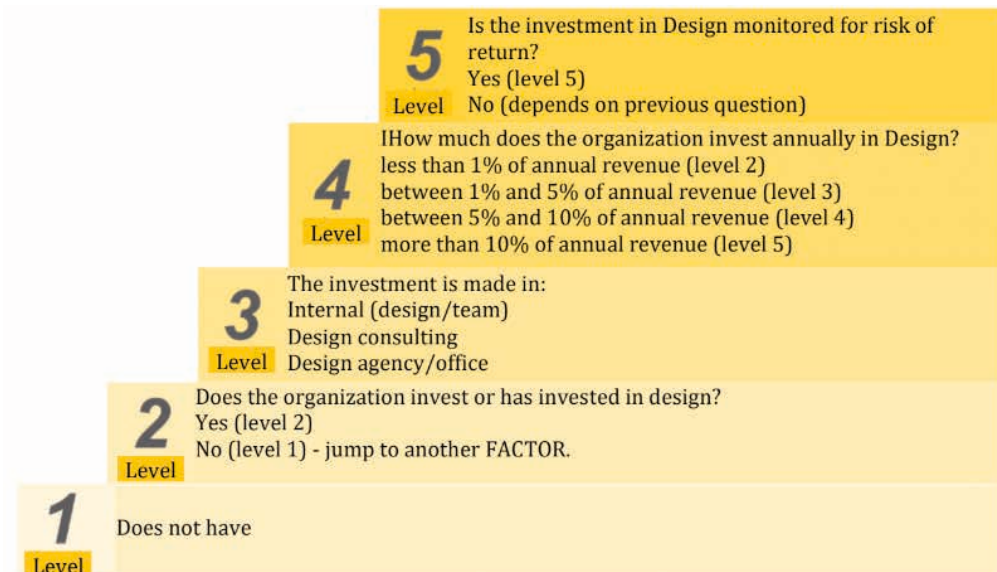 5
Level
Is the investment in Design monitored for risk of
return?
Yes (level 5)
No (depends on previous question)
4
Level
IHow much does the organization invest annually in Design?
less than 1% of annual revenue (level 2)
between 1% and 5% of annual revenue (level 3)
between 5% and 10% of annual revenue (level 4)
more than 10% of annual revenue (level 5)
3
Level
The investment is made in:
Internal (design/team)
Design consulting
Design agency/office
2
Level
Does the organization invest or has invested in design?
Yes (level 2)
No (level 1) - jump to another FACTOR.
1
Level
Does not have